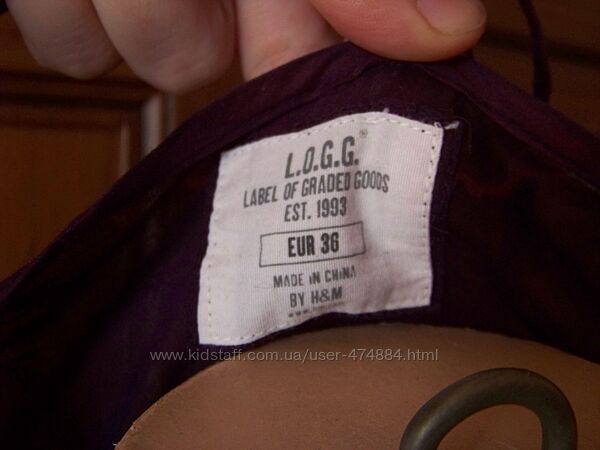 L.O.G.G.®
LABEL OF GRADED GOODS
EST. 1993
EUR 36
MADE IN CHINA
BY H&M
www.kidstaff.com.ua/user-474884.html